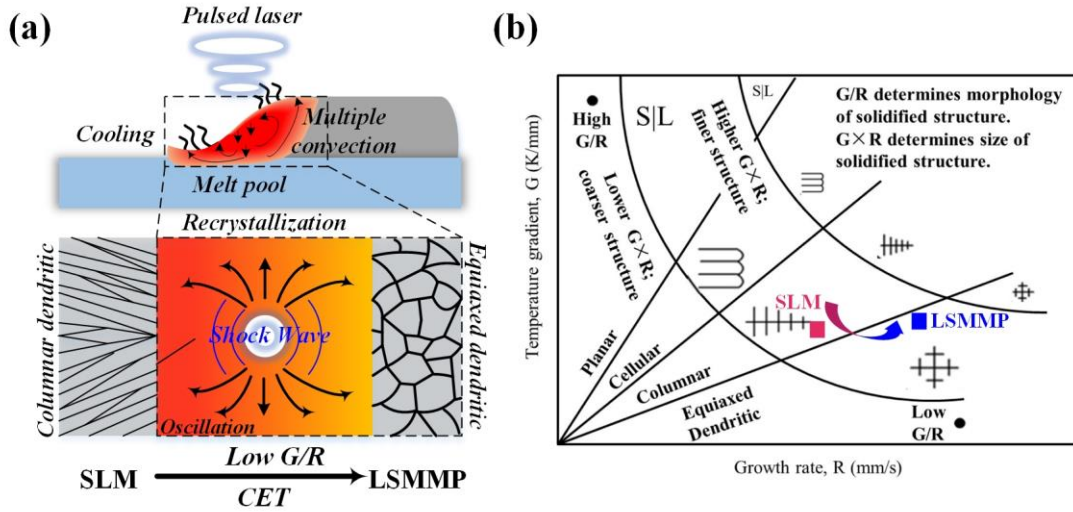 (a)
Pulsed laser
Cooling
Multiple
convection
Melt pool
Recrystallization
Columnar dendritic
Shock Wave
Oscillation
Equiaxed dendritic
Low G/R
SLM
LSMMP
CET
(b)
Temperature gradient, G (K/mm)
High
G/R
S|L
S|L
Higher G×R;
finer structure
Lower G×R;
coarser structure
G/R determines morphology
of solidified structure.
G×R determines size of
solidified structure.
SLM
LSMMP
Planar
Cellular
Columnar
Equiaxed
Dendritic
Low
G/R
Growth rate, R (mm/s)